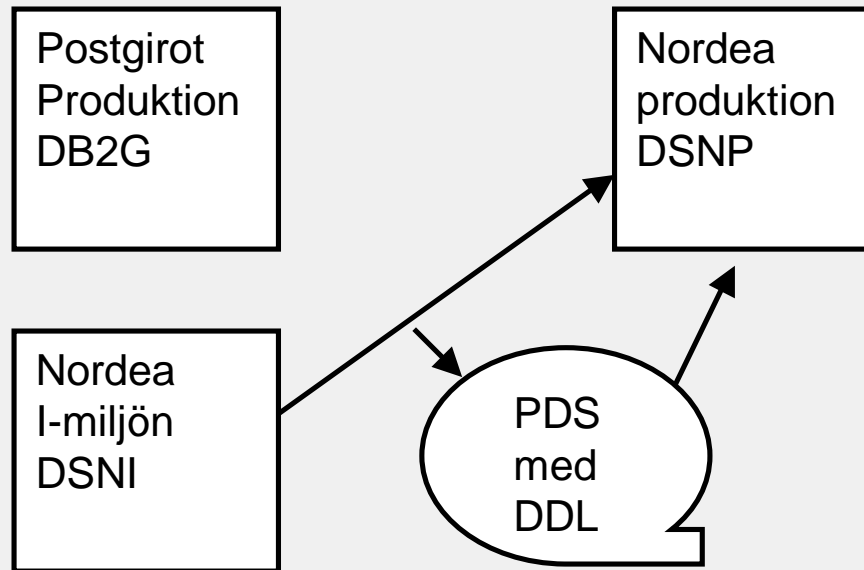 Postgirot
Produktion
DB2G
Nordea
produktion
DSNP
Nordea
I-miljön
DSNI
PDS
med
DDL